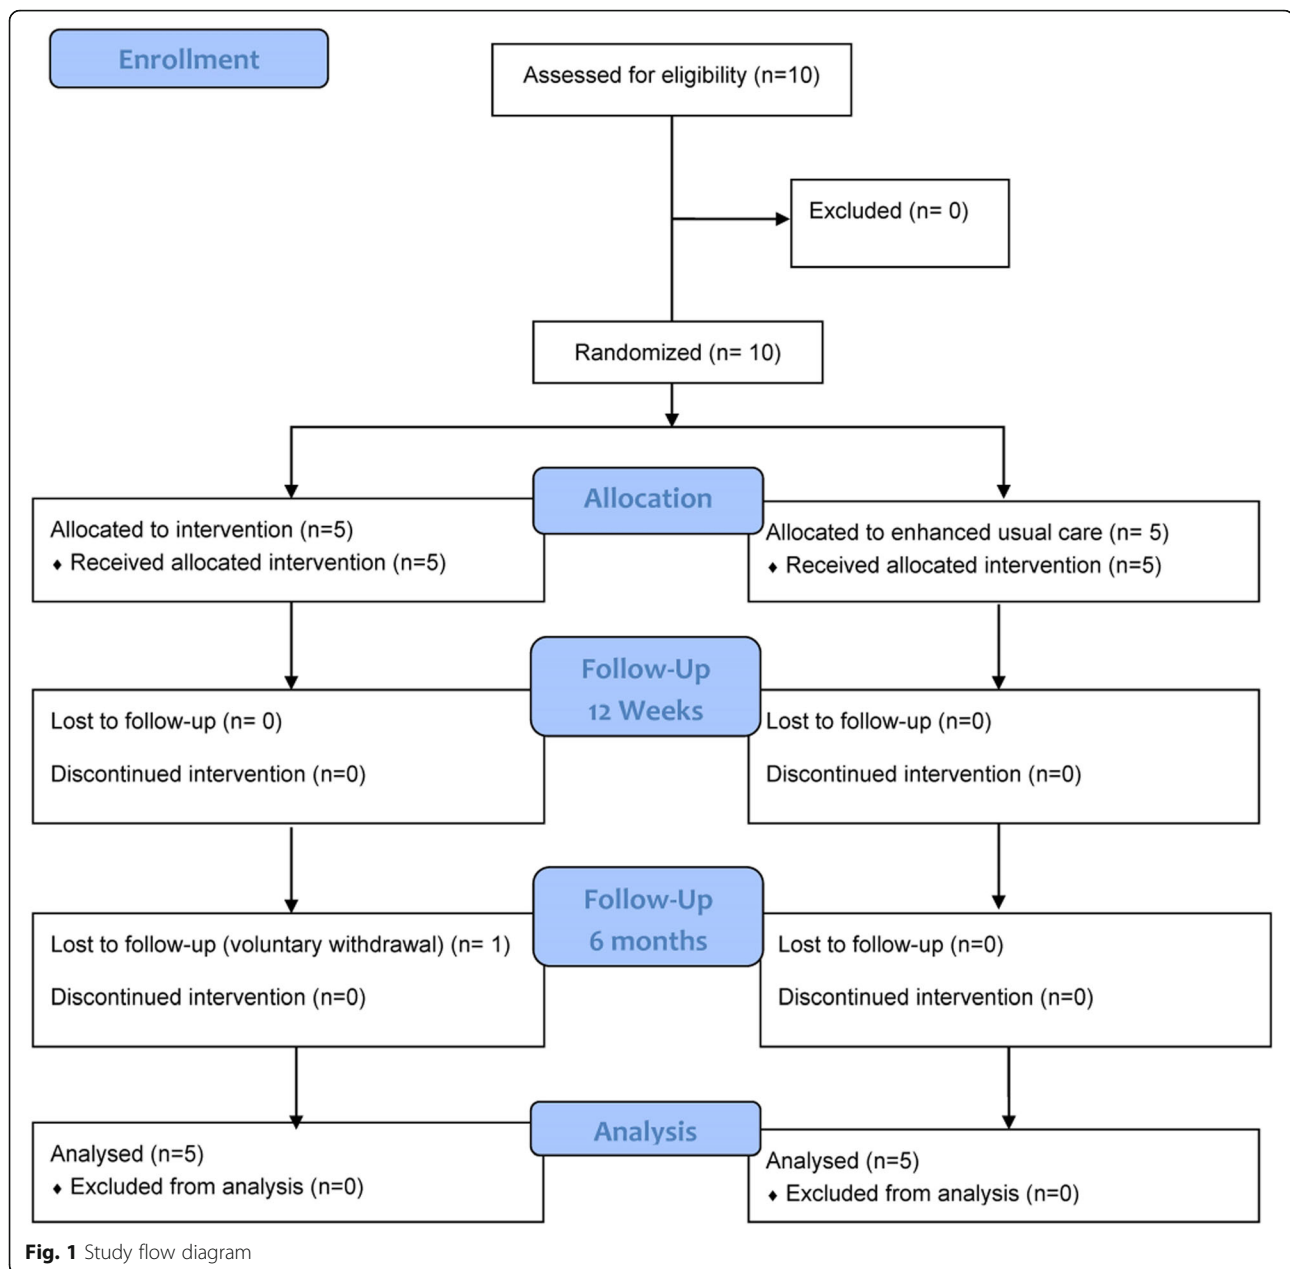 Enrollment
Assessed for eligibility (n=10)
Excluded (n= 0)
Randomized (n= 10)
Allocation
Allocated to intervention (n=5)
♦ Received allocated intervention (n=5)
Allocated to enhanced usual care (n= 5)
♦ Received allocated intervention (n=5)
Follow-Up
12 Weeks
Lost to follow-up (n= 0)
Discontinued intervention (n=0)
Lost to follow-up (n=0)
Discontinued intervention (n=0)
Follow-Up
6 months
Lost to follow-up (voluntary withdrawal) (n= 1)
Discontinued intervention (n=0)
Lost to follow-up (n=0)
Discontinued intervention (n=0)
Analysis
Analysed (n=5)
♦ Excluded from analysis (n=0)
Analysed (n=5)
♦ Excluded from analysis (n=0)
Fig. 1 Study flow diagram